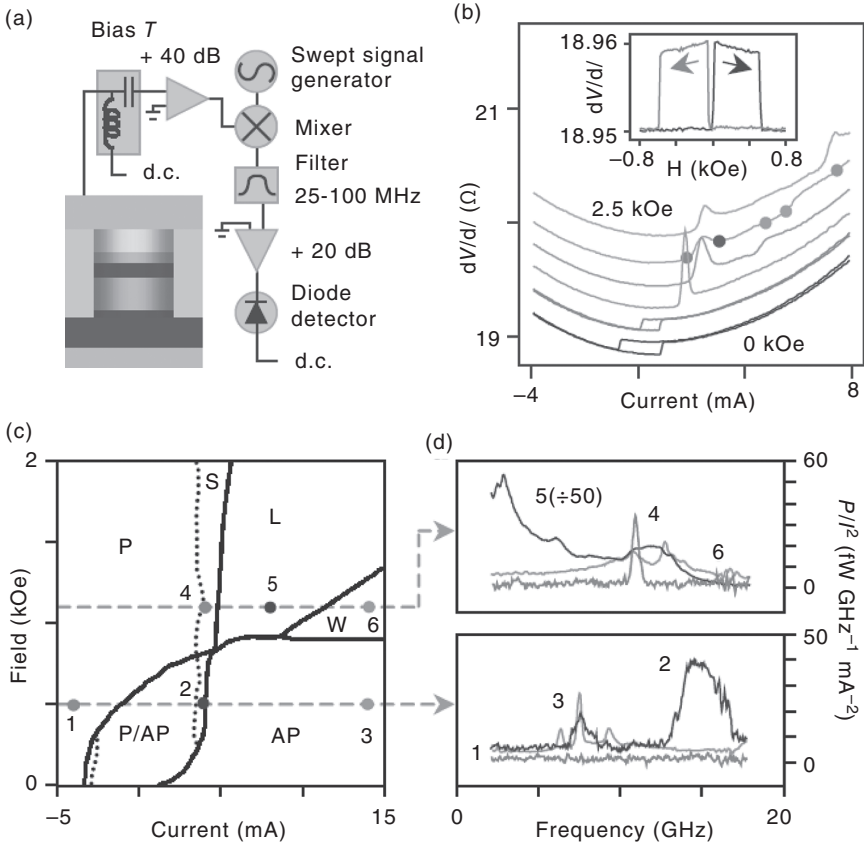 (a)
Bias T
+ 40 dB
Swept signal
generator
Mixer
Filter
25-100 MHz
d.c.
+ 20 dB
Diode
detector
d.c.
(b)
18.96
18.95
dV/d/
−0.8
H (kOe)
0.8
21
19
dV/d/ (Ω)
2.5 kOe
0 kOe
−4
Current (mA)
8
(c)
2
0
Field (kOe)
P
S
L
4
5
W
6
1
2
P/AP
AP
3
−5
Current (mA)
15
(d)
5(÷50)
4
6
60
0
50
0
P/I² (fW GHz⁻¹ mA⁻²)
1
3
2
0
Frequency (GHz)
20